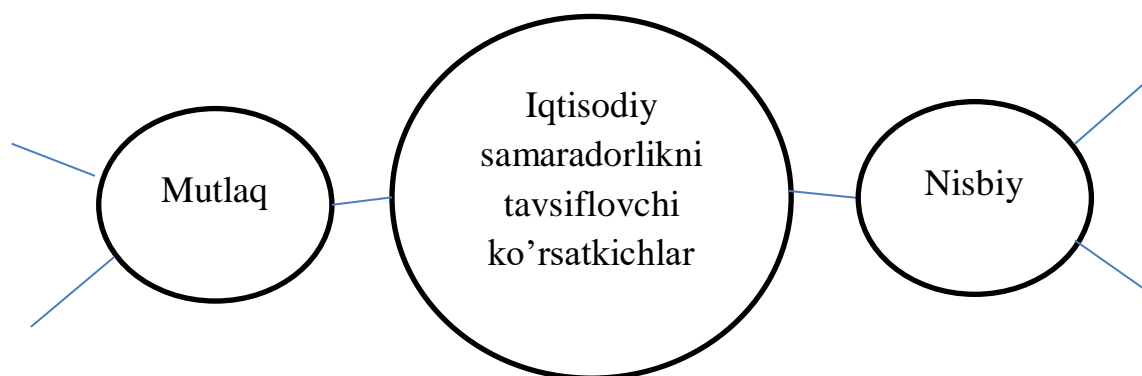 Mutlaq
Iqtisodiy
samaradorlikni
tavsiflovchi
ko’rsatkichlar
Nisbiy